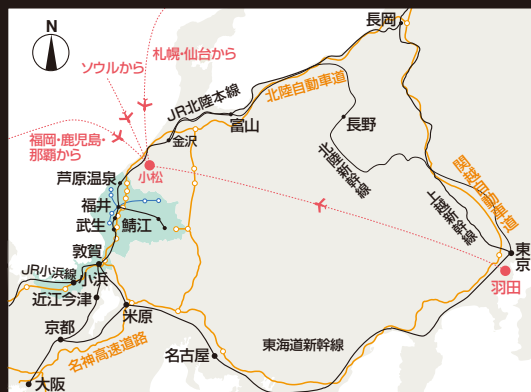 N
長岡
札幌・仙台から
ソウルから
JR北陸本線
北陸自動車道
富山
長野
金沢
福岡・鹿児島・
那覇から
小松
芦原温泉
北陸新幹線
関越自動車道
上越新幹線
福井
武生
鯖江
敦賀
東京
羽田
JR小浜線
小浜
近江今津
米原
京都
名神高速道路
名古屋
東海道新幹線
大阪